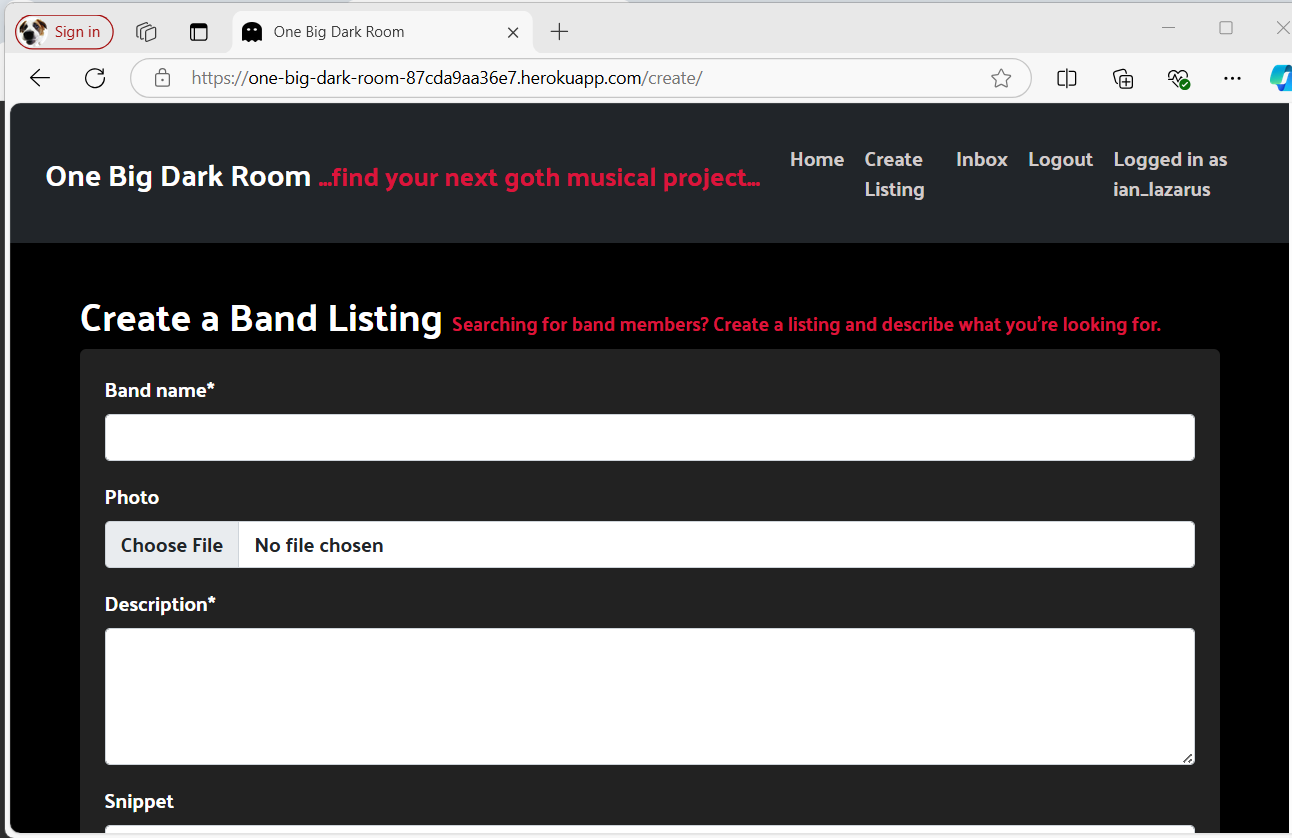 Sign in
One Big Dark Room
https://one-big-dark-room-87cda9aa36e7.herokuapp.com/create/
One Big Dark Room ...find your next goth musical project...
Home
Create
Listing
Inbox
Logout
Logged in as
ian_lazarus
Create a Band Listing Searching for band members? Create a listing and describe what you're looking for.
Band name*
Photo
Choose File No file chosen
Description*
Snippet